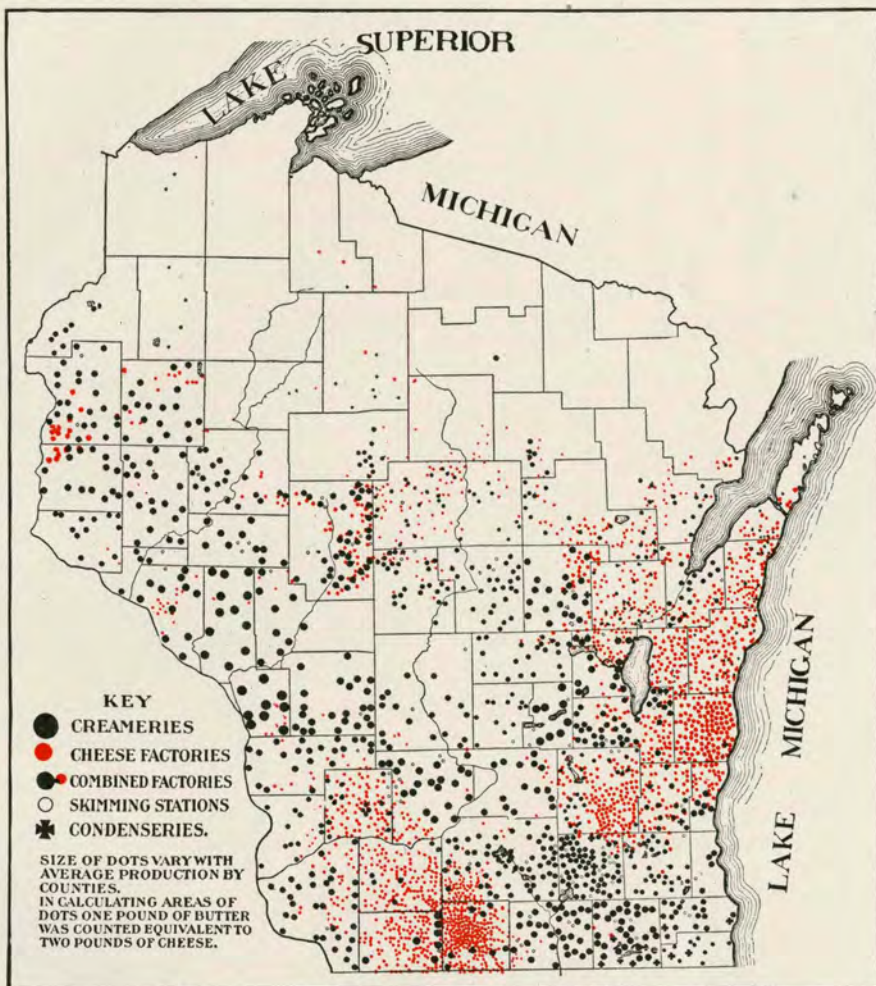 LAKE SUPERIOR
MICHIGAN
LAKE MICHIGAN
KEY
CREAMERIES
CHEESE FACTORIES
COMBINED FACTORIES
SKIMMING STATIONS
CONDENSERIES.
SIZE OF DOTS VARY WITH
AVERAGE PRODUCTION BY
COUNTIES.
IN CALCULATING AREAS OF
DOTS ONE POUND OF BUTTER
WAS COUNTED EQUIVALENT TO
TWO POUNDS OF CHEESE.